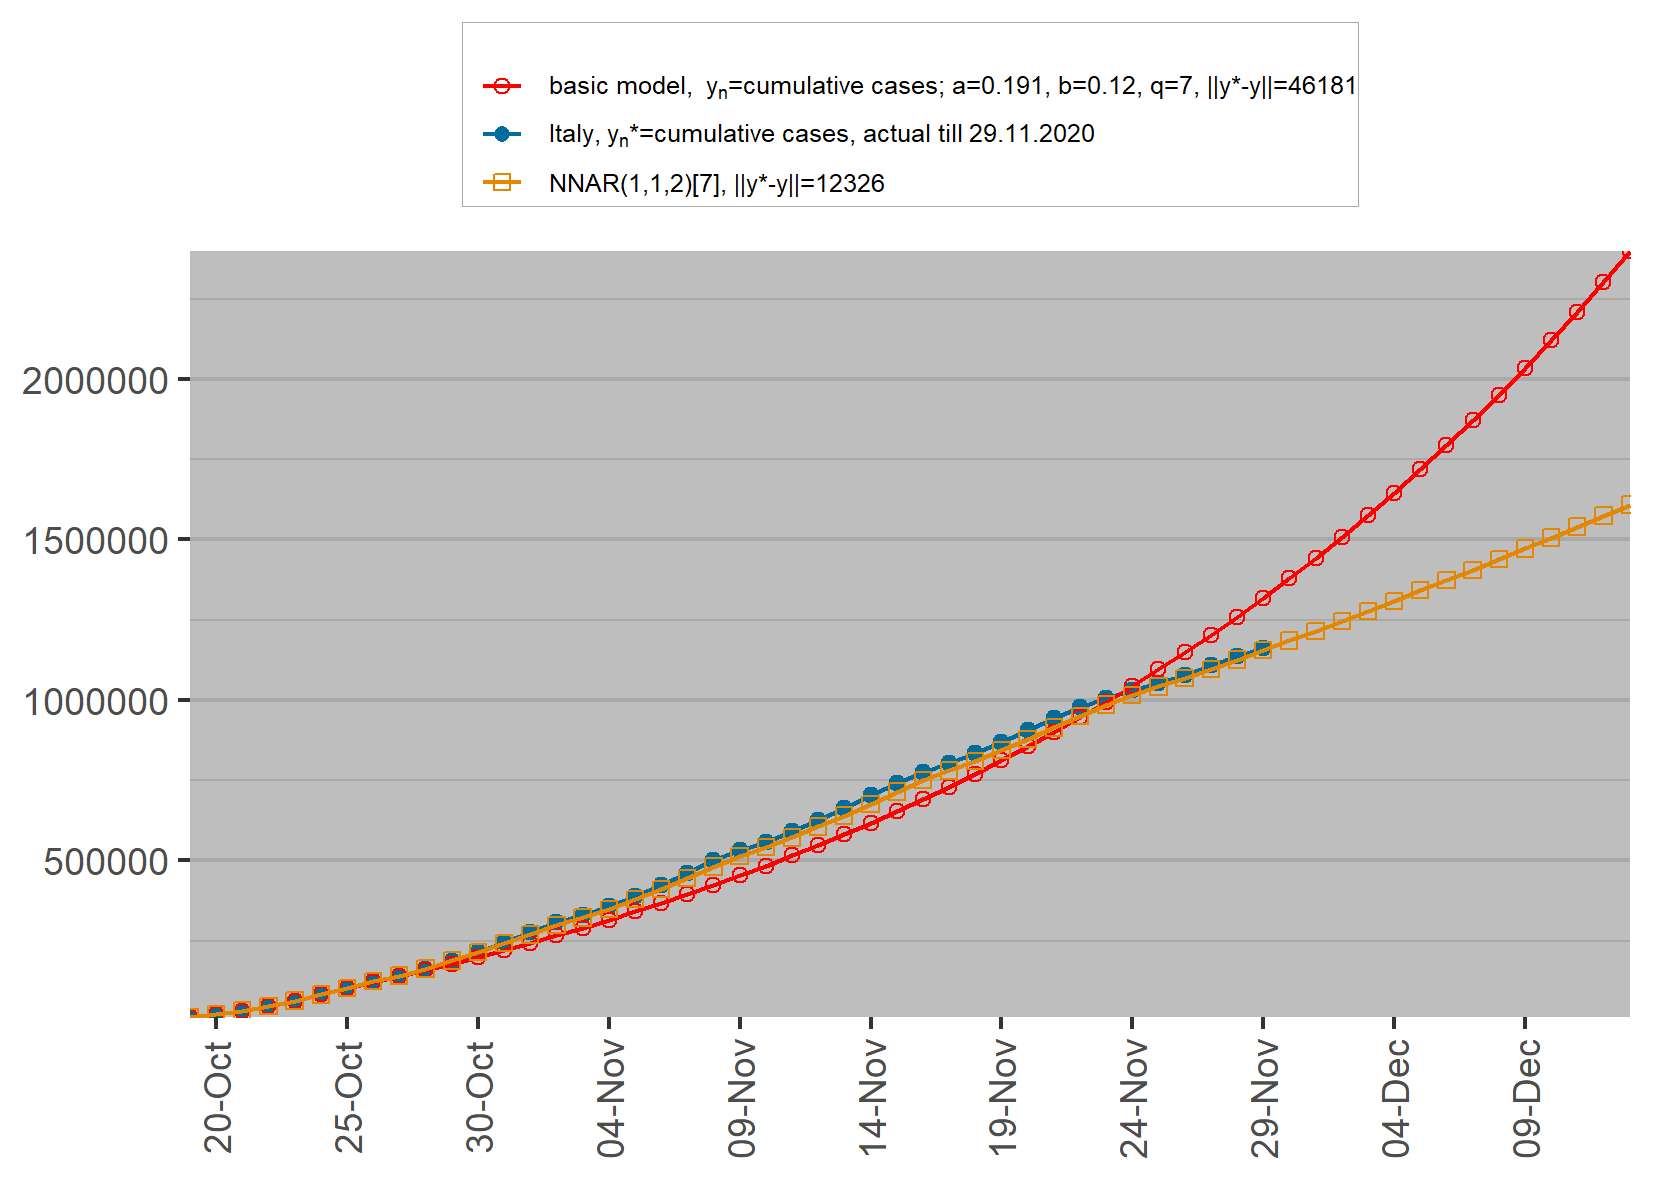 basic model,  yₙ=cumulative cases; a=0.191, b=0.12, q=7, ||y*-y||=46181
Italy, yₙ*=cumulative cases, actual till 29.11.2020
NNAR(1,1,2)[7], ||y*-y||=12326
2000000
1500000
1000000
500000
20-Oct
25-Oct
30-Oct
04-Nov
09-Nov
14-Nov
19-Nov
24-Nov
29-Nov
04-Dec
09-Dec